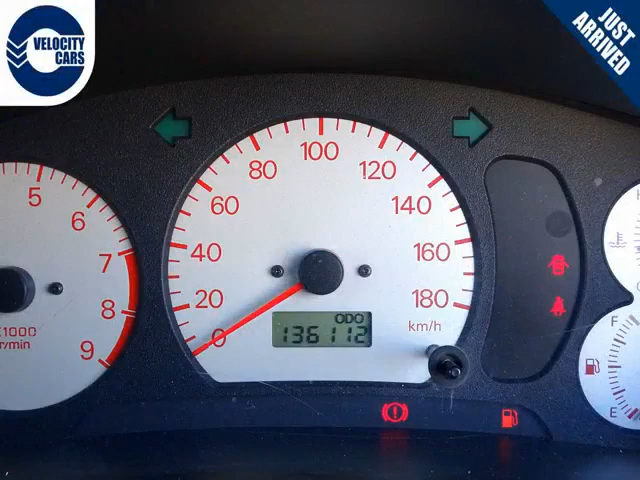 VELOCITY
CARS
JUST
ARRIVED
5
6
7
8
9
X1000
r/min
0
20
40
60
80
100
120
140
160
180
km/h
ODO
136112
H
C
F
E